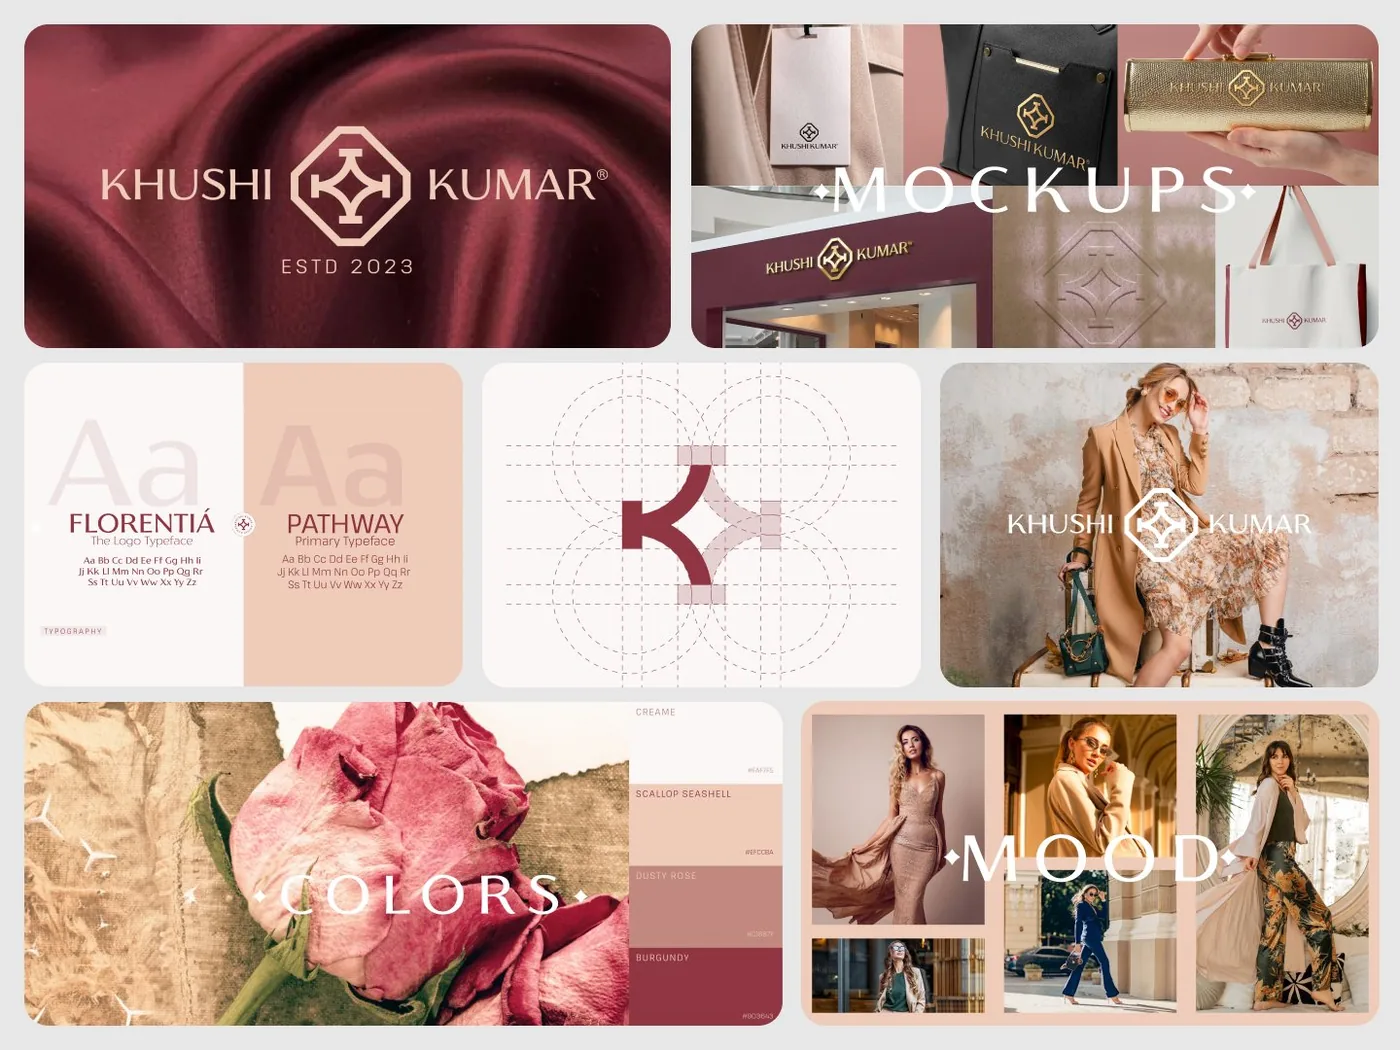 KHUSHI KUMAR®
ESTD 2023
KHUSHI KUMAR®
KHUSHI KUMAR®
KHUSHI KUMAR
MOCKUPS
KHUSHI KUMAR®
KHUSHI KUMAR
Aa
FLORENTIÁ
The Logo Typeface
Aa Bb Cc Dd Ee Ff Gg Hh Ii
Jj Kk Ll Mm Nn Oo Pp Qq Rr
Ss Tt Uu Vv Ww Xx Yy Zz
TYPOGRAPHY
Aa
PATHWAY
Primary Typeface
Aa Bb Cc Dd Ee Ff Gg Hh Ii
Jj Kk Ll Mm Nn Oo Pp Qq Rr
Ss Tt Uu Vv Ww Xx Yy Zz
KHUSHI KUMAR
COLORS
CREAME
SCALLOP SEASHELL
DUSTY ROSE
BURGUNDY
#903643
MOOD